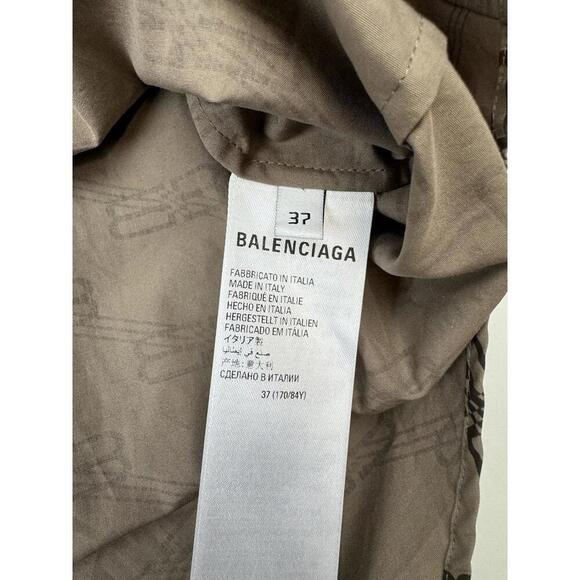 37
BALENCIAGA
FABBRICATO IN ITALIA
MADE IN ITALY
FABRIQUÉ EN ITALIE
HECHO EN ITALIA
HERGESTELLT IN ITALIEN
FABRICADO EM ITÁLIA
イタリア製
صنع في إيطاليا
产地: 意大利
СДЕЛАНО В ИТАЛИИ
37 (170/84Y)